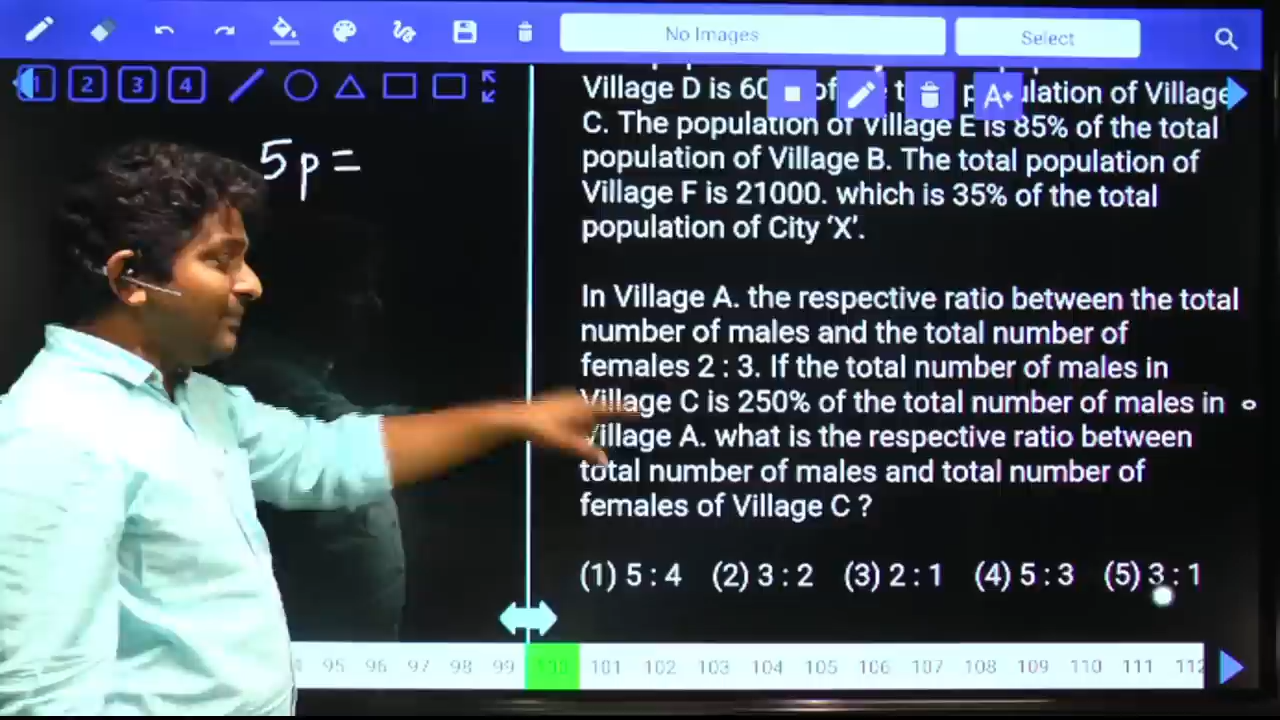 No Images
Select
1 2 3 4
A+
5p=
Village D is 60 of t p ulation of Village
C. The population of Village E is 85% of the total
population of Village B. The total population of
Village F is 21000. which is 35% of the total
population of City ‘X’.
In Village A. the respective ratio between the total
number of males and the total number of
females 2 : 3. If the total number of males in
Village C is 250% of the total number of males in
Village A. what is the respective ratio between
total number of males and total number of
females of Village C ?
(1) 5 : 4 (2) 3 : 2 (3) 2 : 1 (4) 5 : 3 (5) 3 : 1
95 96 97 98 99 100 101 102 103 104 105 106 107 108 109 110 111 112